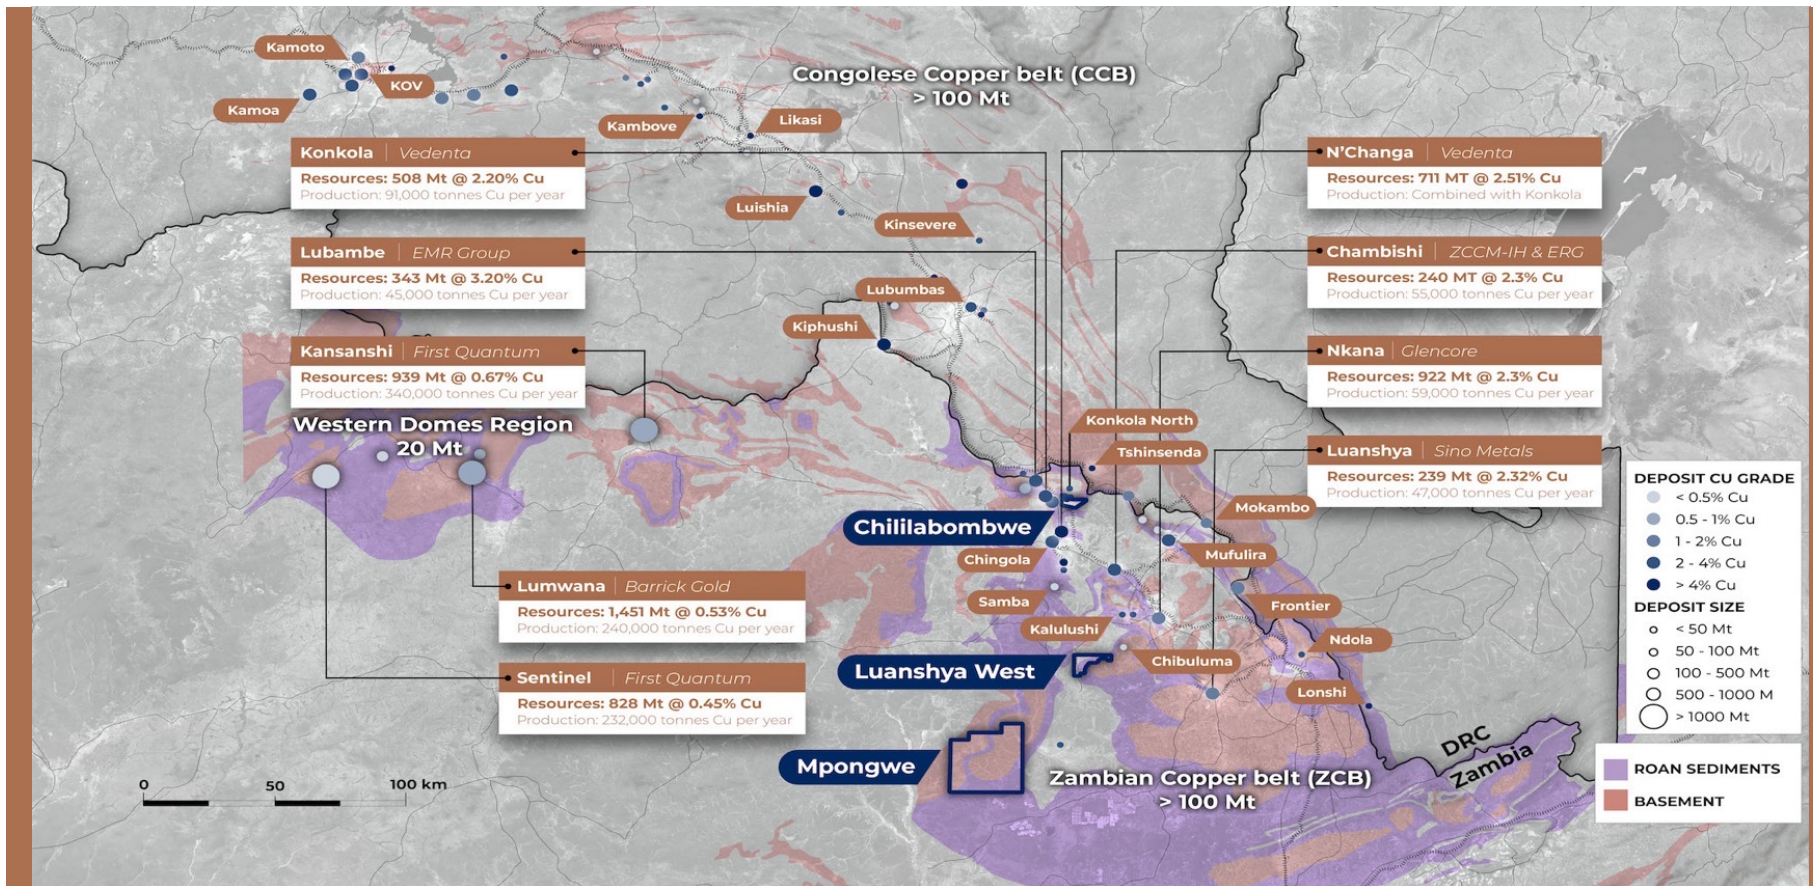 Kamoto
KOV
Kamoa
Congolese Copper belt (CCB)
> 100 Mt
Kambove
Likasi
Konkola | Vedenta
Resources: 508 Mt @ 2.20% Cu
Production: 91,000 tonnes Cu per year
N'Changa | Vedenta
Resources: 711 MT @ 2.51% Cu
Production: Combined with Konkola
Luishia
Kinsevere
Lubambe | EMR Group
Resources: 343 Mt @ 3.20% Cu
Production: 45,000 tonnes Cu per year
Chambishi | ZCCM-IH & ERG
Resources: 240 MT @ 2.3% Cu
Production: 55,000 tonnes Cu per year
Lubumbas
Kiphushi
Kansanshi | First Quantum
Resources: 939 Mt @ 0.67% Cu
Production: 340,000 tonnes Cu per year
Nkana | Glencore
Resources: 922 Mt @ 2.3% Cu
Production: 59,000 tonnes Cu per year
Western Domes Region
20 Mt
Konkola North
Tshinsenda
Luanshya | Sino Metals
Resources: 239 Mt @ 2.32% Cu
Production: 47,000 tonnes Cu per year
Mokambo
Chililabombwe
Chingola
Mufulira
Samba
Frontier
Kalulushi
Ndola
Lumwana | Barrick Gold
Resources: 1,451 Mt @ 0.53% Cu
Production: 240,000 tonnes Cu per year
Luanshya West
Chibuluma
Lonshi
Sentinel | First Quantum
Resources: 828 Mt @ 0.45% Cu
Production: 232,000 tonnes Cu per year
Mpongwe
Zambian Copper belt (ZCB)
> 100 Mt
DRC
Zambia
0 50 100 km
DEPOSIT CU GRADE
< 0.5% Cu
0.5 - 1% Cu
1 - 2% Cu
2 - 4% Cu
> 4% Cu
DEPOSIT SIZE
< 50 Mt
50 - 100 Mt
100 - 500 Mt
500 - 1000 M
> 1000 Mt
ROAN SEDIMENTS
BASEMENT